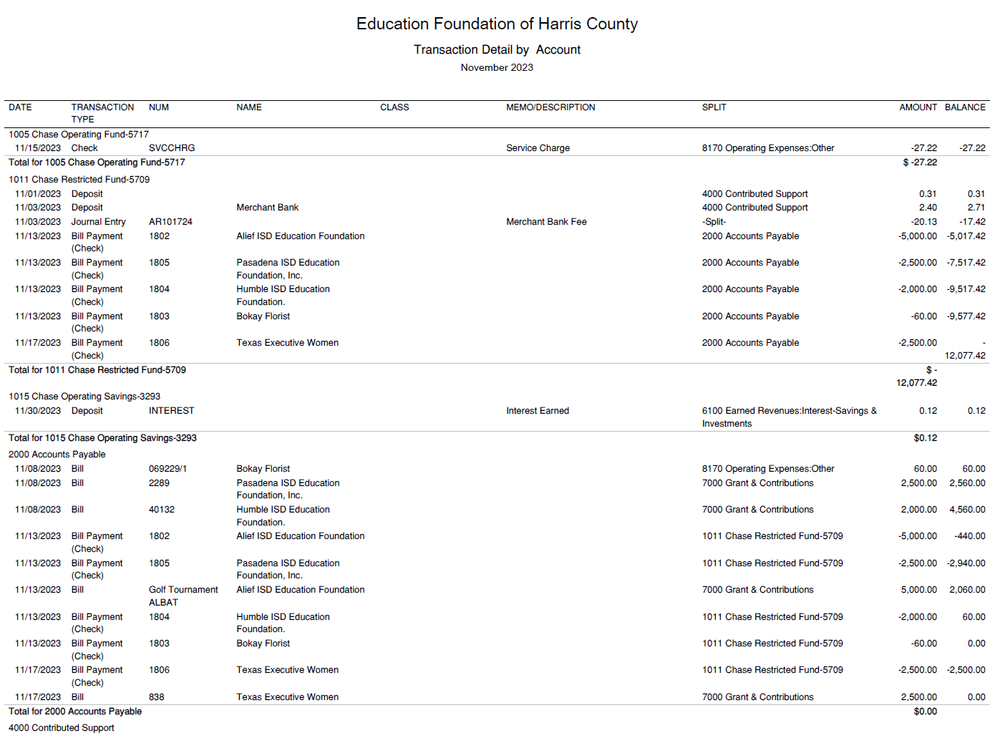 Education Foundation of Harris County
Transaction Detail by Account
November 2023
DATE TRANSACTION TYPE NUM NAME CLASS MEMO/DESCRIPTION SPLIT AMOUNT BALANCE
1005 Chase Operating Fund-5717
11/15/2023 Check SVCCHRG Service Charge 8170 Operating Expenses:Other -27.22 -27.22
Total for 1005 Chase Operating Fund-5717 $ -27.22
1011 Chase Restricted Fund-5709
11/01/2023 Deposit 4000 Contributed Support 0.31 0.31
11/03/2023 Deposit Merchant Bank 4000 Contributed Support 2.40 2.71
11/03/2023 Journal Entry AR101724 Merchant Bank Fee -Split- -20.13 -17.42
11/13/2023 Bill Payment 1802 Alief ISD Education Foundation 2000 Accounts Payable -5,000.00 -5,017.42
(Check)
11/13/2023 Bill Payment 1805 Pasadena ISD Education 2000 Accounts Payable -2,500.00 -7,517.42
(Check) Foundation, Inc.
11/13/2023 Bill Payment 1804 Humble ISD Education 2000 Accounts Payable -2,000.00 -9,517.42
(Check) Foundation.
11/13/2023 Bill Payment 1803 Bokay Florist 2000 Accounts Payable -60.00 -9,577.42
(Check)
11/17/2023 Bill Payment 1806 Texas Executive Women 2000 Accounts Payable -2,500.00 -
(Check) 12,077.42
Total for 1011 Chase Restricted Fund-5709 $ -
12,077.42
1015 Chase Operating Savings-3293
11/30/2023 Deposit INTEREST Interest Earned 6100 Earned Revenues:Interest-Savings & 0.12 0.12
Investments
Total for 1015 Chase Operating Savings-3293 $0.12
2000 Accounts Payable
11/08/2023 Bill 069229/1 Bokay Florist 8170 Operating Expenses:Other 60.00 60.00
11/08/2023 Bill 2289 Pasadena ISD Education 7000 Grant & Contributions 2,500.00 2,560.00
Foundation, Inc.
11/08/2023 Bill 40132 Humble ISD Education 7000 Grant & Contributions 2,000.00 4,560.00
Foundation.
11/13/2023 Bill Payment 1802 Alief ISD Education Foundation 1011 Chase Restricted Fund-5709 -5,000.00 -440.00
(Check)
11/13/2023 Bill Payment 1805 Pasadena ISD Education 1011 Chase Restricted Fund-5709 -2,500.00 -2,940.00
(Check) Foundation, Inc.
11/13/2023 Bill Golf Tournament Alief ISD Education Foundation 7000 Grant & Contributions 5,000.00 2,060.00
ALBAT
11/13/2023 Bill Payment 1804 Humble ISD Education 1011 Chase Restricted Fund-5709 -2,000.00 60.00
(Check) Foundation.
11/13/2023 Bill Payment 1803 Bokay Florist 1011 Chase Restricted Fund-5709 -60.00 0.00
(Check)
11/17/2023 Bill Payment 1806 Texas Executive Women 1011 Chase Restricted Fund-5709 -2,500.00 -2,500.00
(Check)
11/17/2023 Bill 838 Texas Executive Women 7000 Grant & Contributions 2,500.00 0.00
Total for 2000 Accounts Payable $0.00
4000 Contributed Support